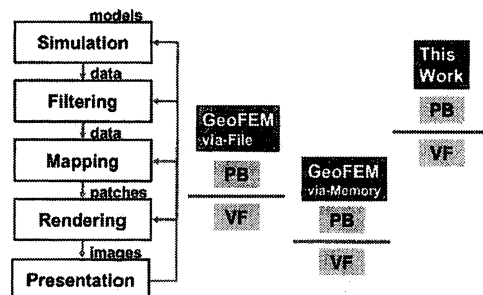 models
Simulation
data
Filtering
data
Mapping
patches
Rendering
images
Presentation
GeoFEM
via-File
PB
VF
GeoFEM
via-Memory
PB
VF
This
Work
PB
VF